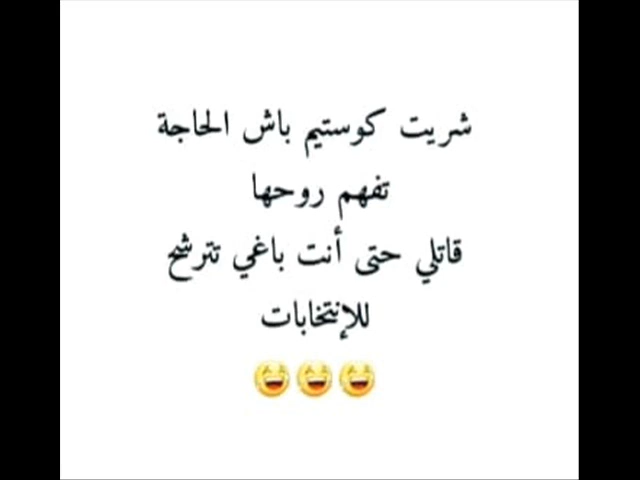 شريت كوستيم باش الحاجة
تفهم روحها
قاتلي حتى أنت باغي تترشح
للإنتخابات
😂😂😂